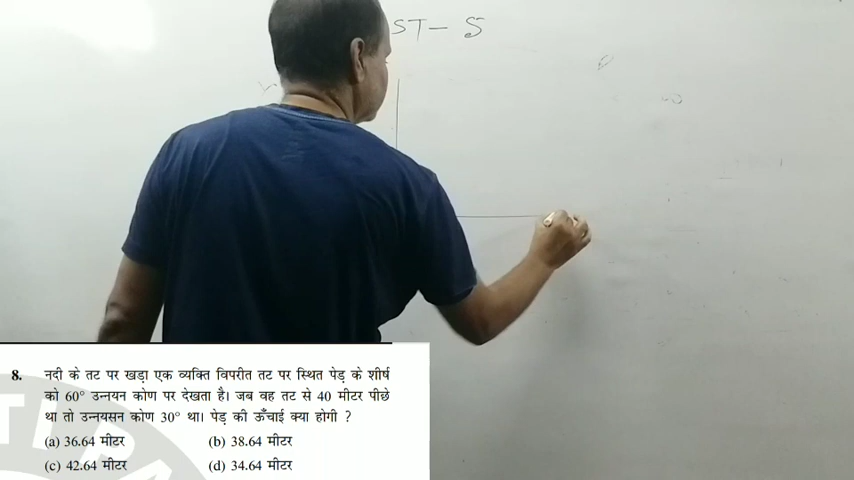 ST - 5
8. नदी के तट पर खड़ा एक व्यक्ति विपरीत तट पर स्थित पेड़ के शीर्ष
को 60° उन्नयन कोण पर देखता है। जब वह तट से 40 मीटर पीछे
था तो उन्नयसन कोण 30° था। पेड़ की ऊँचाई क्या होगी ?
(a) 36.64 मीटर (b) 38.64 मीटर
(c) 42.64 मीटर (d) 34.64 मीटर